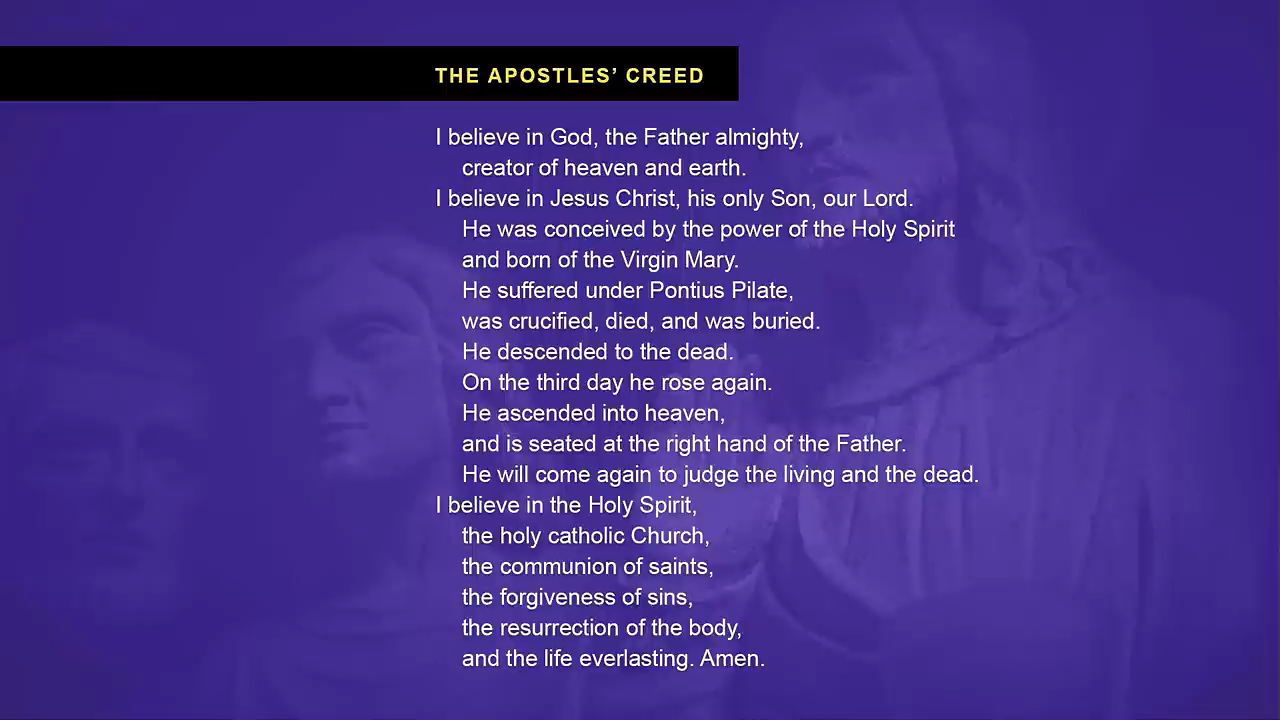 THE APOSTLES’ CREED
I believe in God, the Father almighty,
creator of heaven and earth.
I believe in Jesus Christ, his only Son, our Lord.
He was conceived by the power of the Holy Spirit
and born of the Virgin Mary.
He suffered under Pontius Pilate,
was crucified, died, and was buried.
He descended to the dead.
On the third day he rose again.
He ascended into heaven,
and is seated at the right hand of the Father.
He will come again to judge the living and the dead.
I believe in the Holy Spirit,
the holy catholic Church,
the communion of saints,
the forgiveness of sins,
the resurrection of the body,
and the life everlasting. Amen.